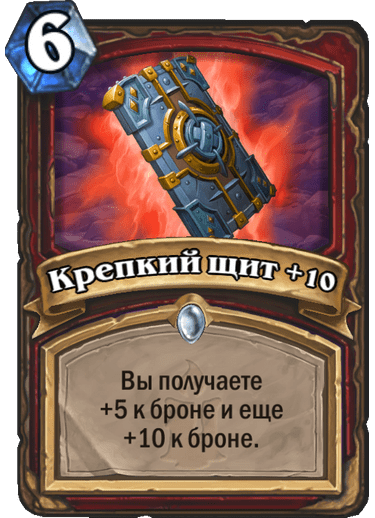 6
Крепкий щит +10
Вы получаете
+5 к броне и еще
+10 к броне.